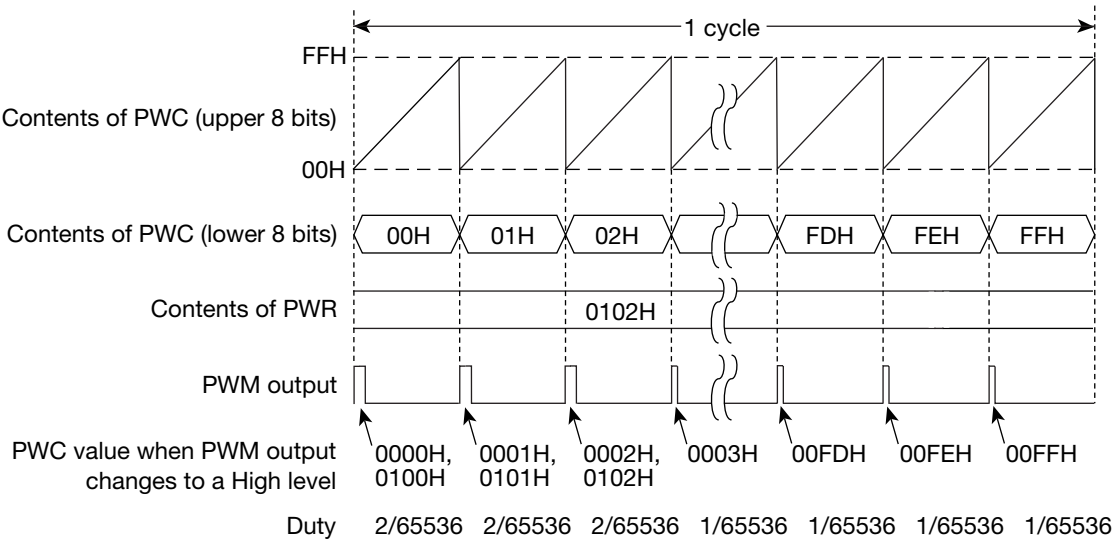 1 cycle
FFH
Contents of PWC (upper 8 bits)
00H
Contents of PWC (lower 8 bits) 00H 01H 02H FDH FEH FFH
Contents of PWR 0102H
PWM output
PWC value when PWM output 0000H, 0001H, 0002H, 0003H 00FDH 00FEH 00FFH
changes to a High level 0100H 0101H 0102H
Duty 2/65536 2/65536 2/65536 1/65536 1/65536 1/65536 1/65536